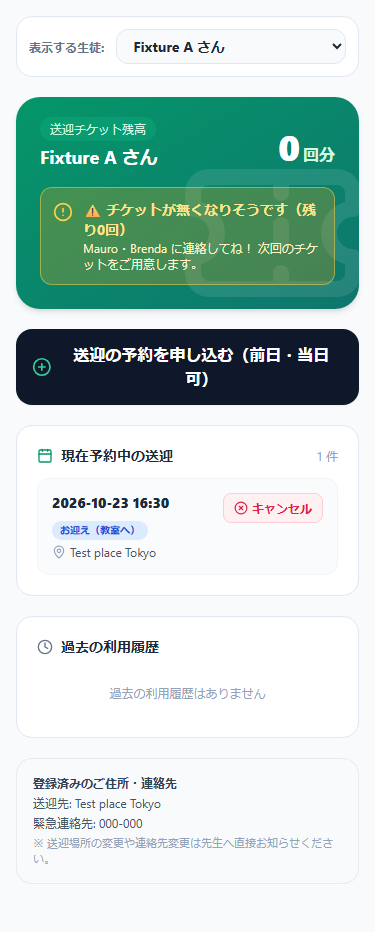 表示する生徒:
Fixture A さん
送迎チケット残高
Fixture A さん
0 回分
⚠ チケットが無くなりそうです（残
り0回）
Mauro・Brenda に連絡してね！ 次回のチケ
ットをご用意します。
送迎の予約を申し込む（前日・当日
可）
現在予約中の送迎
1 件
2026-10-23 16:30
キャンセル
お迎え（教室へ）
Test place Tokyo
過去の利用履歴
過去の利用履歴はありません
登録済みのご住所・連絡先
送迎先: Test place Tokyo
緊急連絡先: 000-000
※ 送迎場所の変更や連絡先変更は先生へ直接お知らせくださ
い。